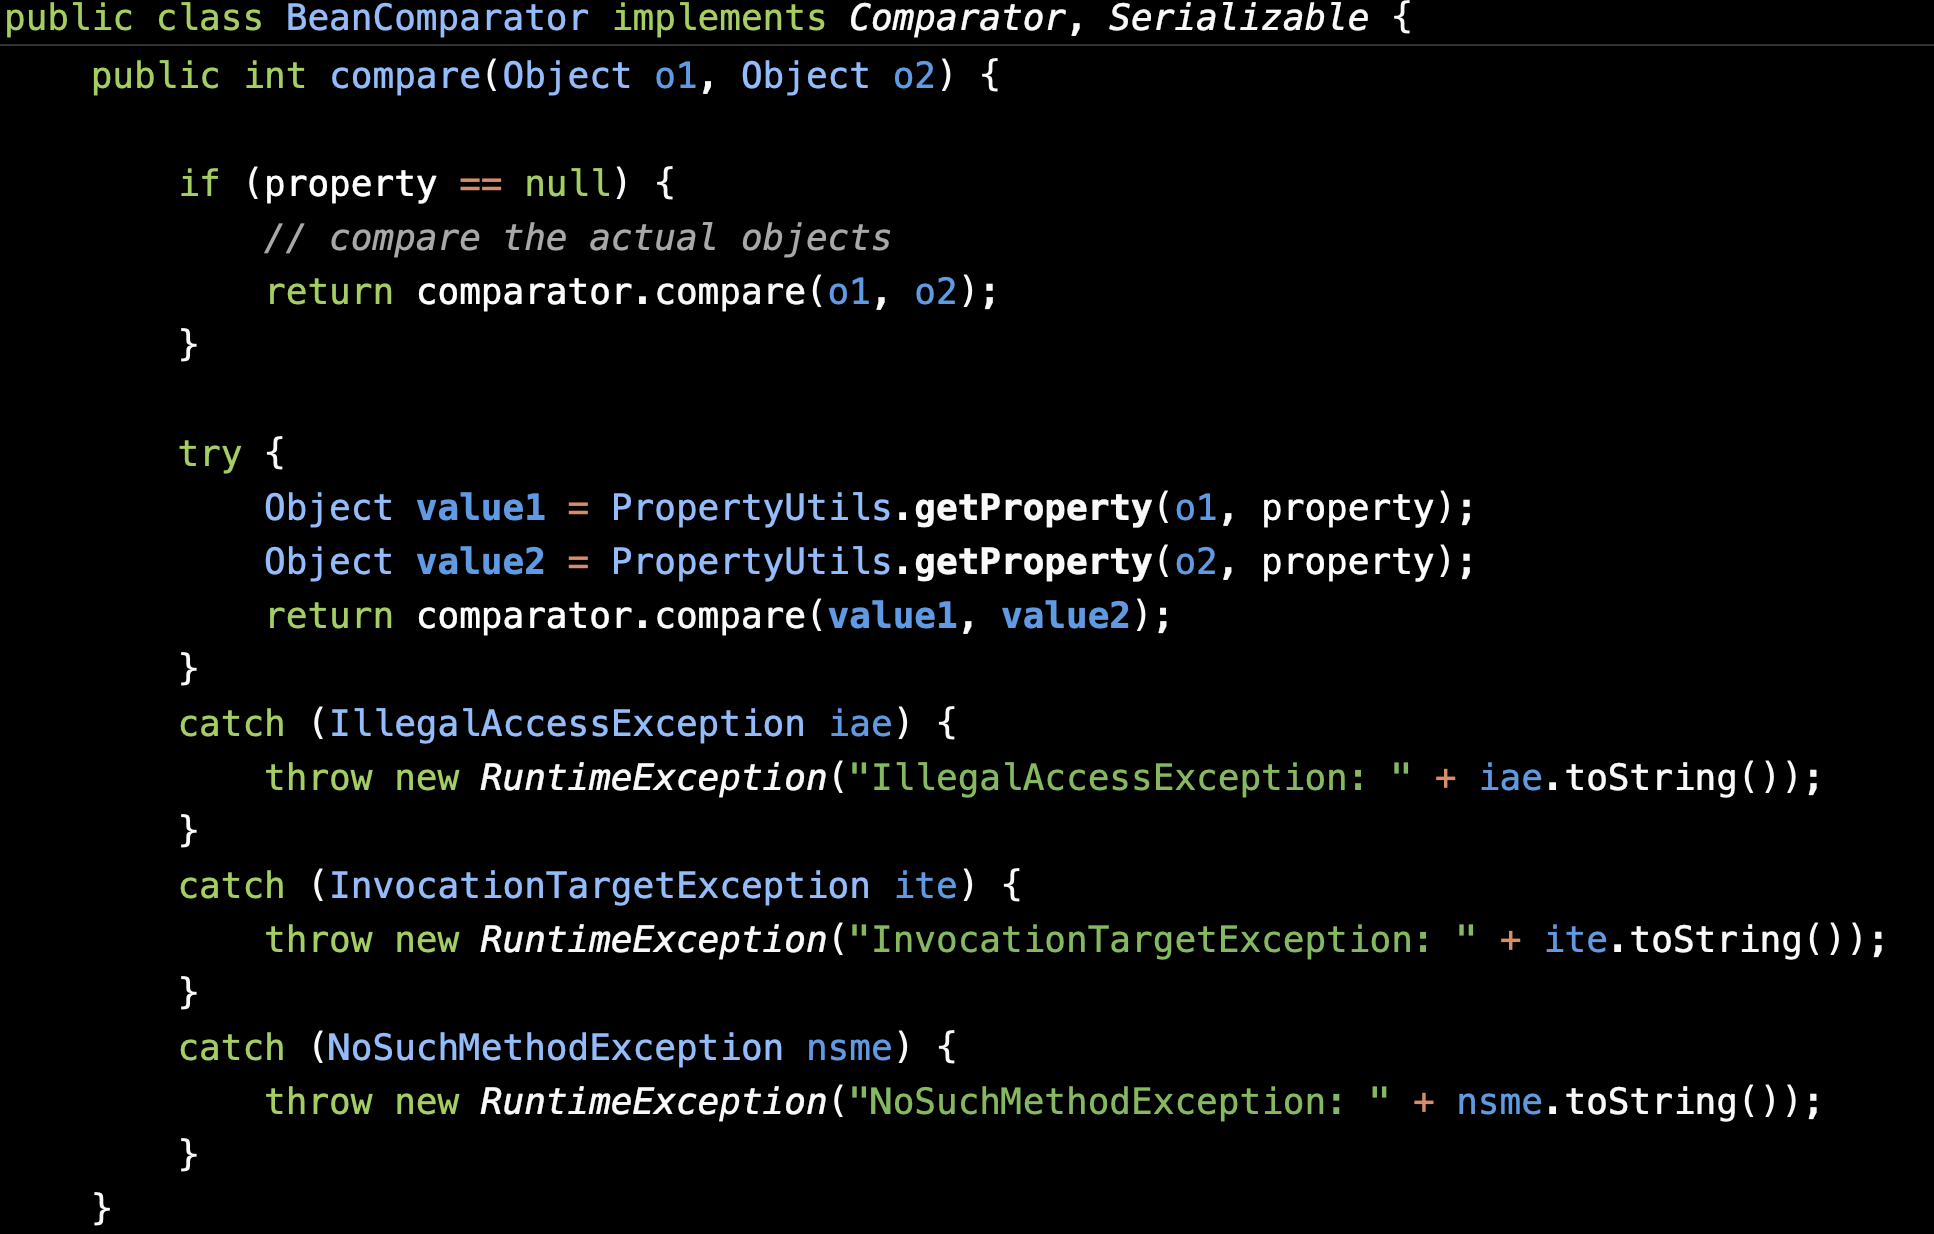 public class BeanComparator implements Comparator, Serializable {
    public int compare(Object o1, Object o2) {

        if (property == null) {
            // compare the actual objects
            return comparator.compare(o1, o2);
        }

        try {
            Object value1 = PropertyUtils.getProperty(o1, property);
            Object value2 = PropertyUtils.getProperty(o2, property);
            return comparator.compare(value1, value2);
        }
        catch (IllegalAccessException iae) {
            throw new RuntimeException("IllegalAccessException: " + iae.toString());
        }
        catch (InvocationTargetException ite) {
            throw new RuntimeException("InvocationTargetException: " + ite.toString());
        }
        catch (NoSuchMethodException nsme) {
            throw new RuntimeException("NoSuchMethodException: " + nsme.toString());
        }
    }